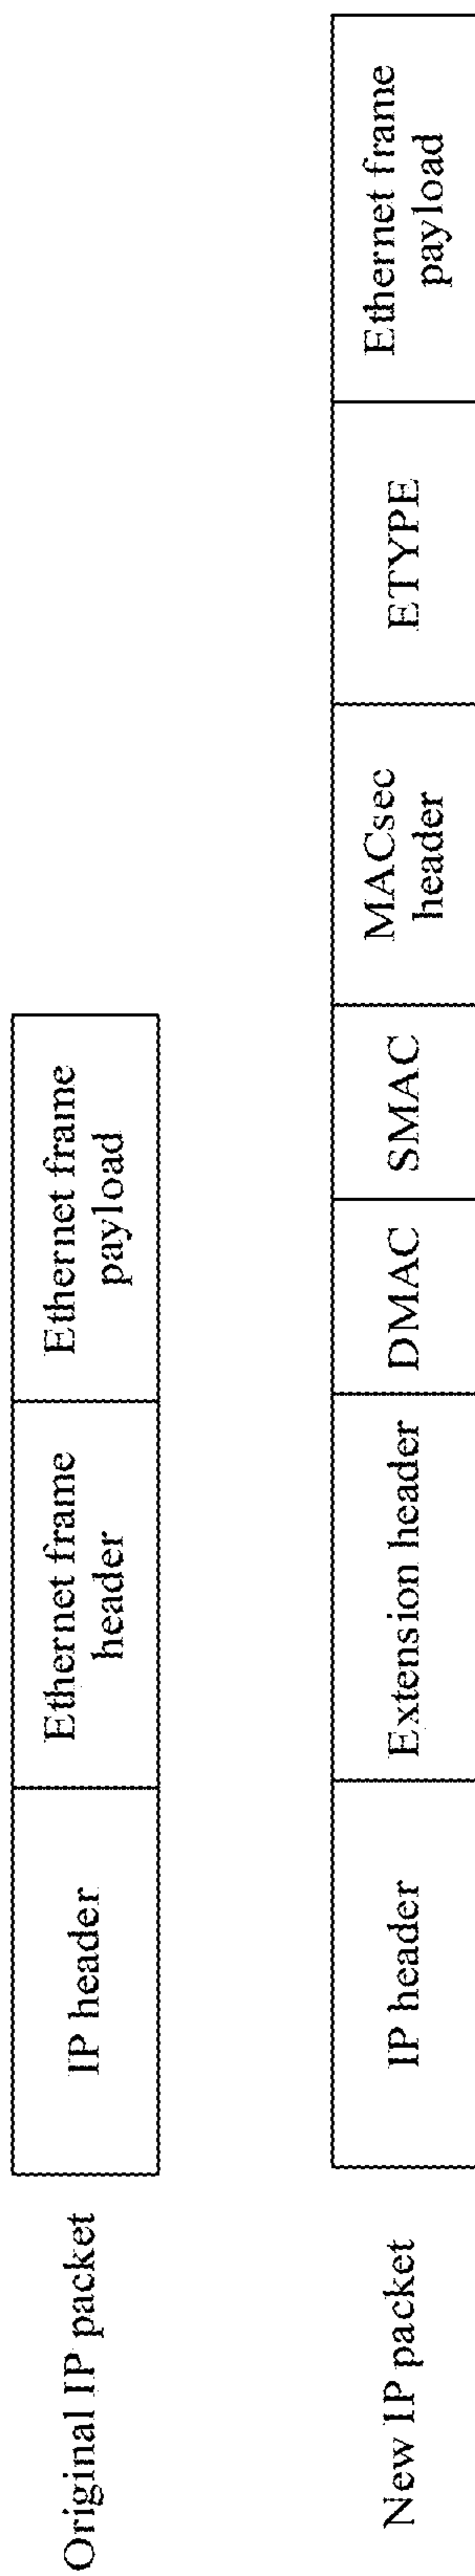 Original IP packet
IP header
Ethernet frame
header
Ethernet frame
payload
New IP packet
IP header
Extension header
DMAC
SMAC
MACsec
header
ETYPE
Ethernet frame
payload